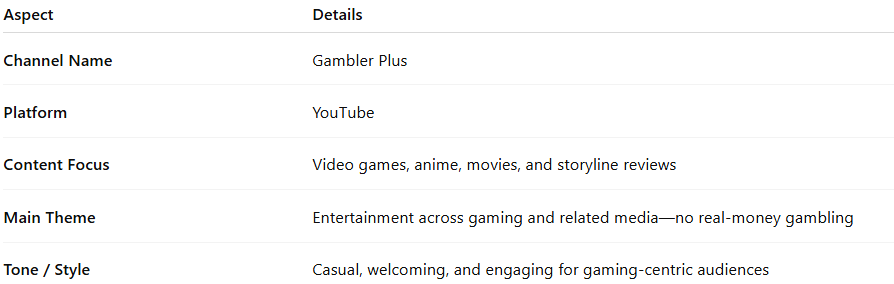 Aspect Details
Channel Name Gambler Plus
Platform YouTube
Content Focus Video games, anime, movies, and storyline reviews
Main Theme Entertainment across gaming and related media—no real-money gambling
Tone / Style Casual, welcoming, and engaging for gaming-centric audiences